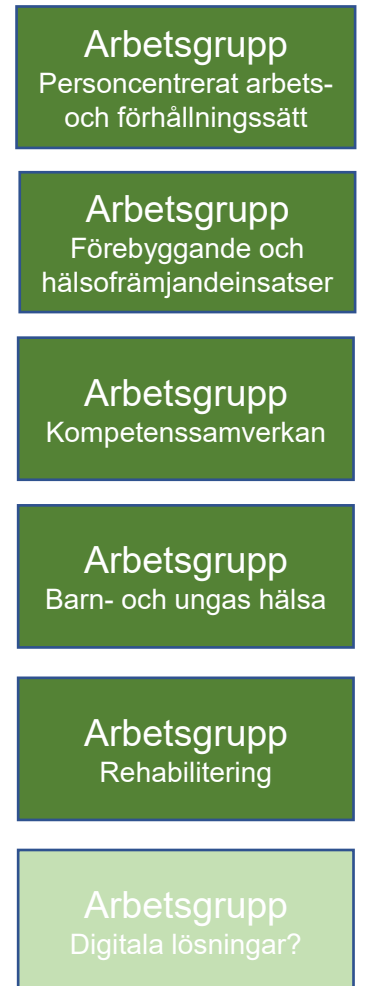 Arbetsgrupp
Personcentrerat arbets-
och förhållningssätt
Arbetsgrupp
Förebyggande och
hälsofrämjandeinsatser
Arbetsgrupp
Kompetenssamverkan
Arbetsgrupp
Barn- och ungas hälsa
Arbetsgrupp
Rehabilitering
Arbetsgrupp
Digitala lösningar?